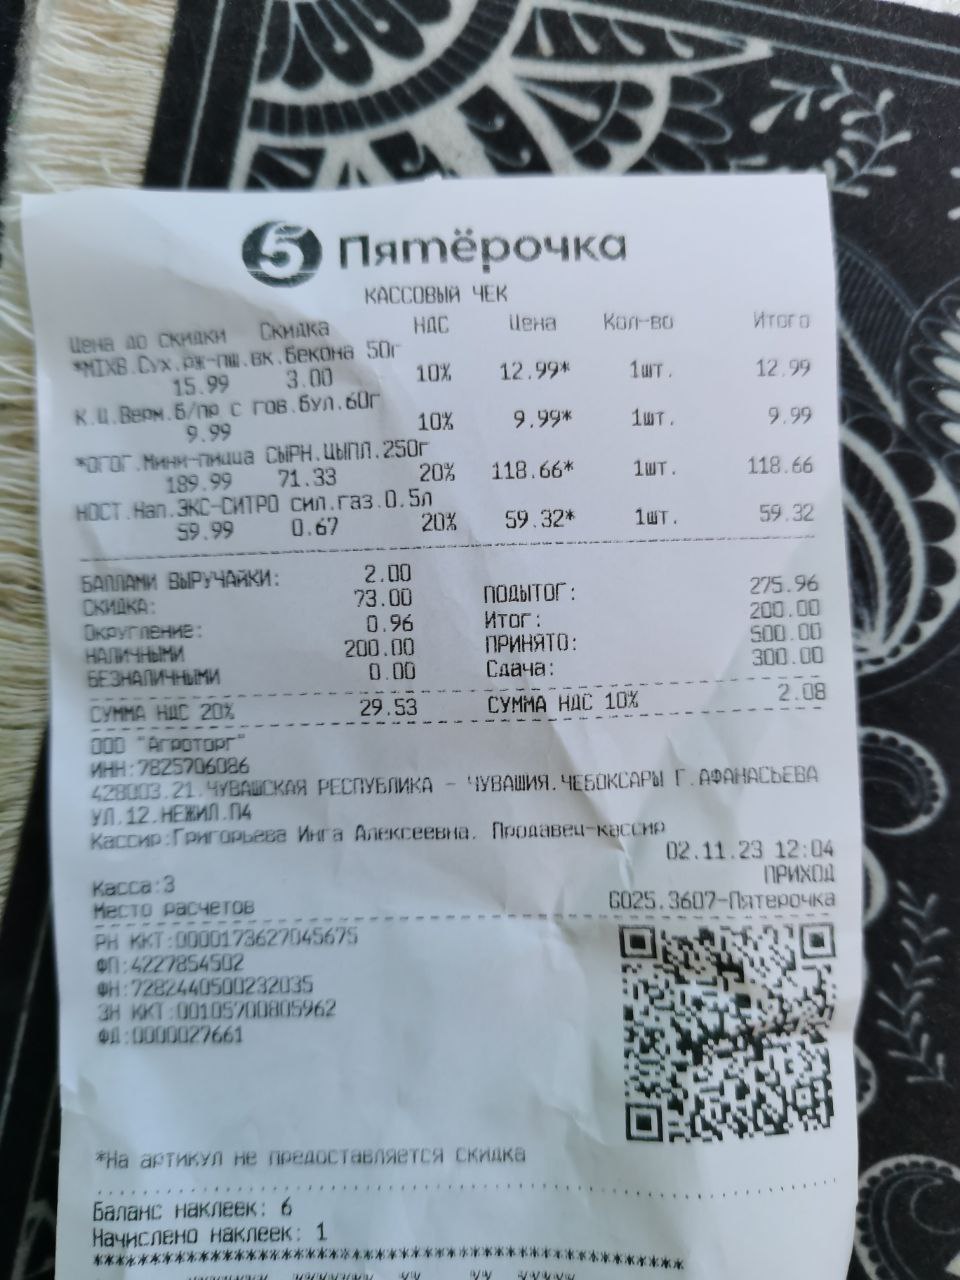 5 Пятёрочка
КАССОВЫЙ ЧЕК
Цена до скидки Скидка НДС Цена Кол-во Итого
*MIXB.Сух.рж-пш.вк.Бекона 50г
15.99 3.00 10% 12.99* 1шт. 12.99
К.Ц.Верм.б/пр с гов.бул.60г
9.99 10% 9.99* 1шт. 9.99
*ОГОГ.Мини-пицца СЫРН.ЦЫПЛ.250г
189.99 71.33 20% 118.66* 1шт. 118.66
НОСТ.Нап.ЭКС-СИТРО сил.газ.0.5л
59.99 0.67 20% 59.32* 1шт. 59.32
БАЛЛАМИ ВЫРУЧАЙКИ: 2.00
СКИДКА: 73.00 ПОДЫТОГ: 275.96
Округление: 0.96 Итог: 200.00
НАЛИЧНЫМИ 200.00 ПРИНЯТО: 500.00
БЕЗНАЛИЧНЫМИ 0.00 Сдача: 300.00
СУММА НДС 20% 29.53 СУММА НДС 10% 2.08
ООО "Агроторг"
ИНН:7825706086
428003.21.ЧУВАШСКАЯ РЕСПУБЛИКА - ЧУВАШИЯ.ЧЕБОКСАРЫ Г.АФАНАСЬЕВА
УЛ.12.НЕЖИЛ.П4
Кассир:Григорьева Инга Алексеевна. Продавец-кассир
02.11.23 12:04
Касса:3 ПРИХОД
Место расчетов G025.3607-Пятерочка
РН ККТ:0000173627045675
ФП:4227854502
ФН:7282440500232035
ЗН ККТ:00105700805962
ФД:0000027661
*На артикул не предоставляется скидка
Баланс наклеек: 6
Начислено наклеек: 1